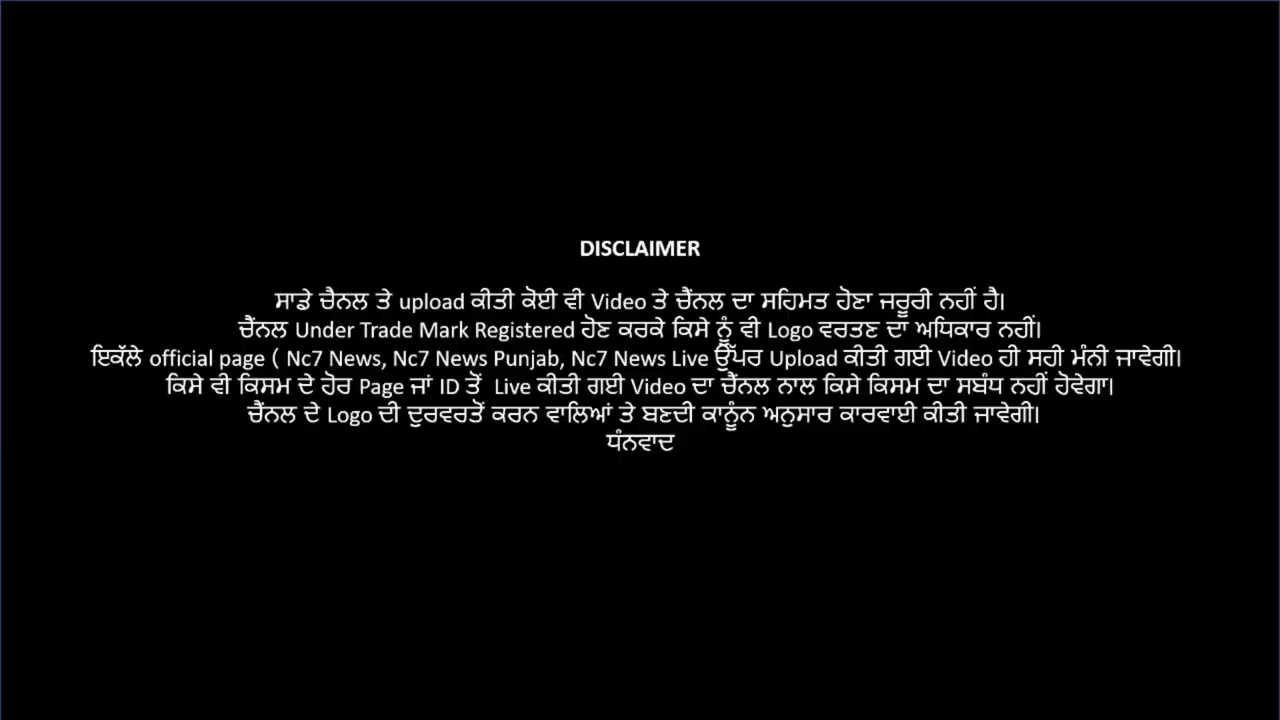 DISCLAIMER
ਸਾਡੇ ਚੈਨਲ ਤੇ upload ਕੀਤੀ ਕੋਈ ਵੀ Video ਤੇ ਚੈੱਨਲ ਦਾ ਸਹਿਮਤ ਹੋਣਾ ਜਰੂਰੀ ਨਹੀਂ ਹੈ।
ਚੈੱਨਲ Under Trade Mark Registered ਹੋਣ ਕਰਕੇ ਕਿਸੇ ਨੂੰ ਵੀ Logo ਵਰਤਣ ਦਾ ਅਧਿਕਾਰ ਨਹੀਂ।
ਇਕੱਲੇ official page ( Nc7 News, Nc7 News Punjab, Nc7 News Live ਉੱਪਰ Upload ਕੀਤੀ ਗਈ Video ਹੀ ਸਹੀ ਮੰਨੀ ਜਾਵੇਗੀ।
ਕਿਸੇ ਵੀ ਕਿਸਮ ਦੇ ਹੋਰ Page ਜਾਂ ID ਤੋਂ Live ਕੀਤੀ ਗਈ Video ਦਾ ਚੈੱਨਲ ਨਾਲ ਕਿਸੇ ਕਿਸਮ ਦਾ ਸਬੰਧ ਨਹੀਂ ਹੋਵੇਗਾ।
ਚੈੱਨਲ ਦੇ Logo ਦੀ ਦੁਰਵਰਤੋਂ ਕਰਨ ਵਾਲਿਆਂ ਤੇ ਬਣਦੀ ਕਾਨੂੰਨ ਅਨੁਸਾਰ ਕਾਰਵਾਈ ਕੀਤੀ ਜਾਵੇਗੀ।
ਧੰਨਵਾਦ